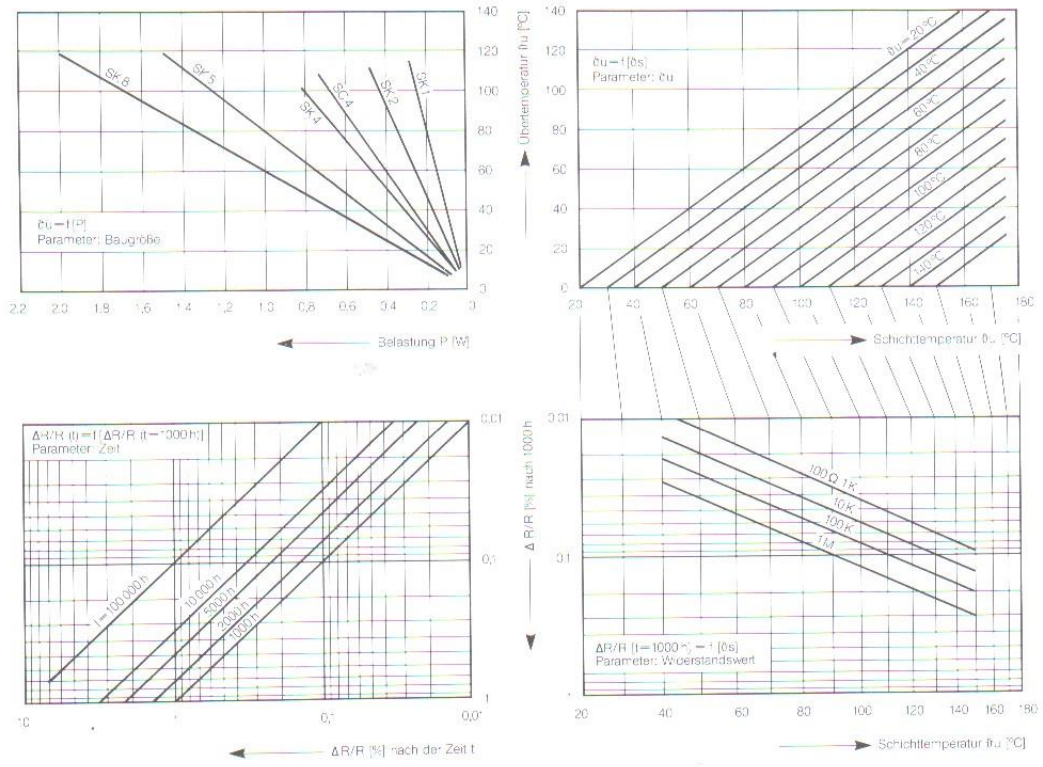 140
120
100
80
60
40
20
0
2.2 2.0 1,8 1.6 1.4 1.2 1.0 0,8 0,6 0.4 0,2 0
SK 8
SK 5
SK 4
SC 4
SK 2
SK 1
ϑu = f [P]
Parameter: Baugröße
Belastung P [W]
Übertemperatur ϑu [°C]
140
120
100
80
60
40
20
0
20 40 60 70 80 100 120 140 160 180
ϑu = f [ϑs]
Parameter: ϑu
ϑu = 20°C
40°C
60°C
80°C
100°C
120°C
140°C
Schichttemperatur ϑu [°C]
ΔR/R (t) = f [ΔR/R (t = 1000 h)]
Parameter: Zeit
t = 100 000 h
10.000 h
5000 h
2000 h
1000 h
0,01
0,1
1
10 1 0,1 0,01
ΔR/R [%] nach der Zeit t
Δ R/R [%] nach 1000 h
0.01
0.1
1
100 Ω 1K
10K
100K
1M
ΔR/R [t = 1000 h] = f [ϑs]
Parameter: Widerstandswert
20 40 60 80 100 120 140 150 160 180
Schichttemperatur ϑu [°C]